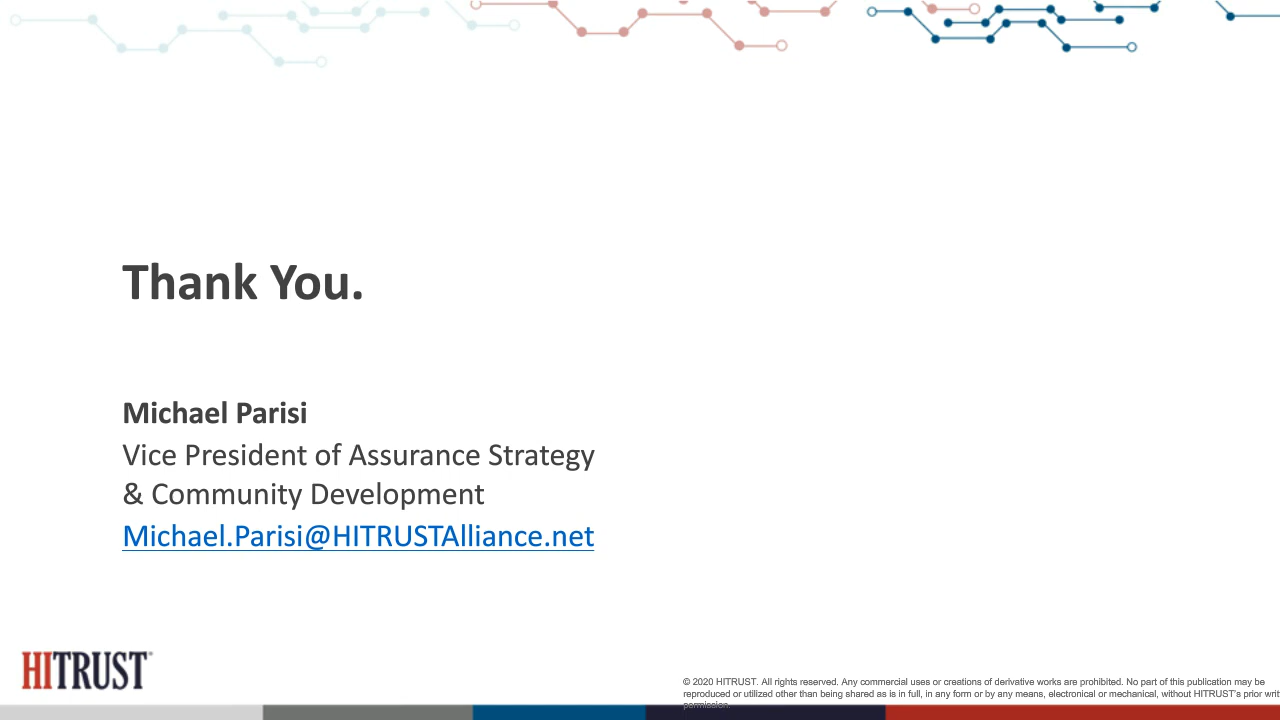 Thank You.
Michael Parisi
Vice President of Assurance Strategy
& Community Development
Michael.Parisi@HITRUSTAlliance.net
HITRUST
© 2020 HITRUST. All rights reserved. Any commercial uses or creations of derivative works are prohibited. No part of this publication may be
reproduced or utilized other than being shared as is in full, in any form or by any means, electronical or mechanical, without HITRUST's prior writ
permission.